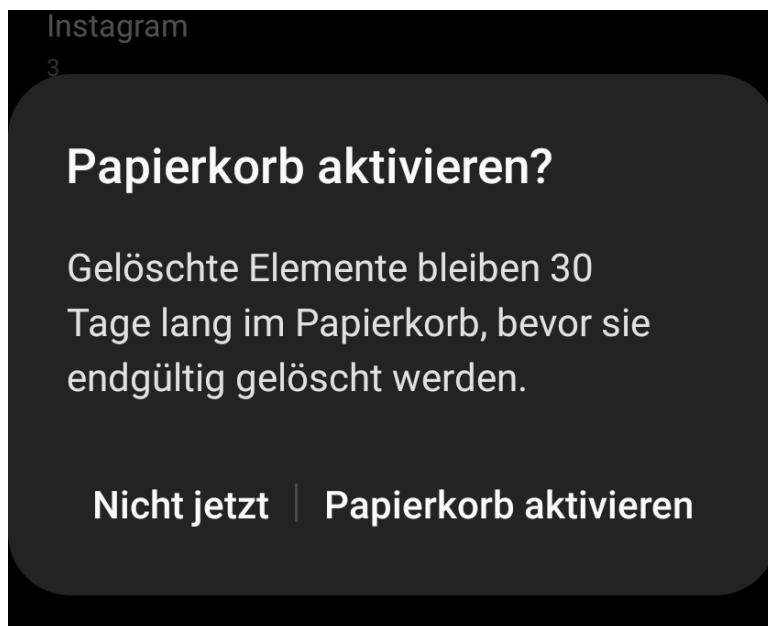 Instagram
3
Papierkorb aktivieren?
Gelöschte Elemente bleiben 30
Tage lang im Papierkorb, bevor sie
endgültig gelöscht werden.
Nicht jetzt | Papierkorb aktivieren